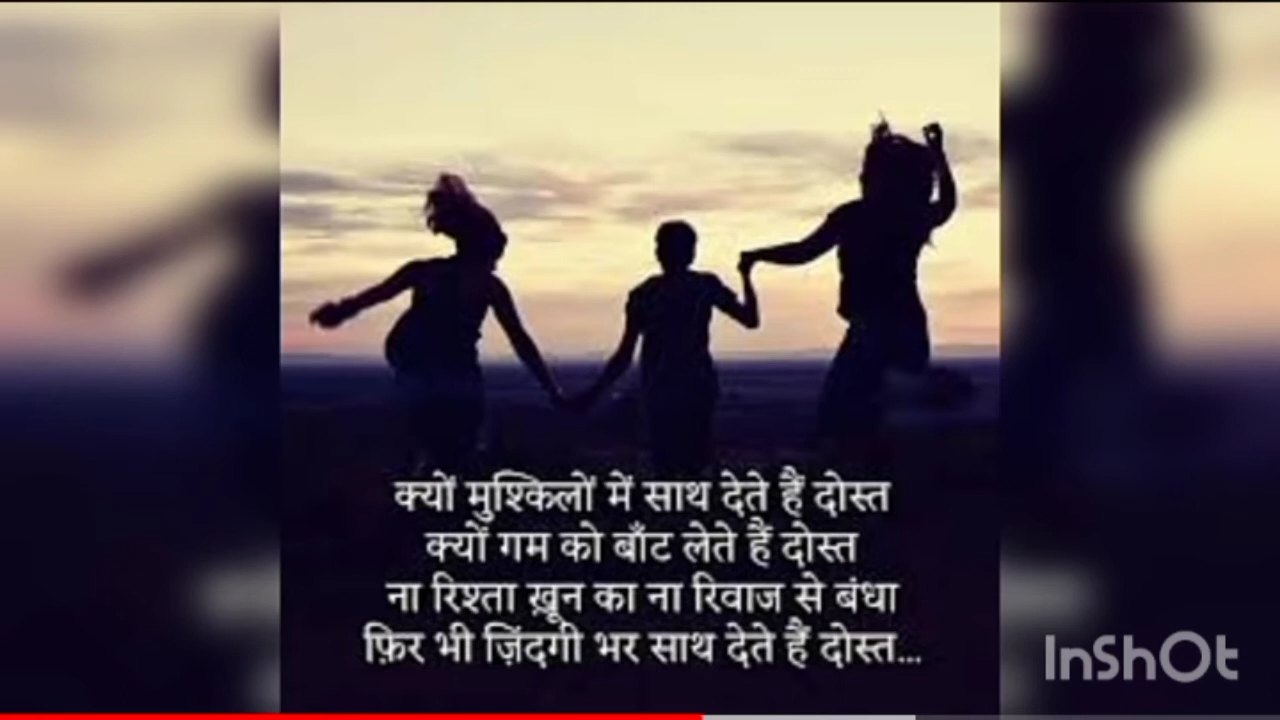 क्यों मुश्किलों में साथ देते हैं दोस्त
क्यों गम को बाँट लेते हैं दोस्त
ना रिश्ता ख़ून का ना रिवाज से बंधा
फ़िर भी ज़िंदगी भर साथ देते हैं दोस्त...
InShOt